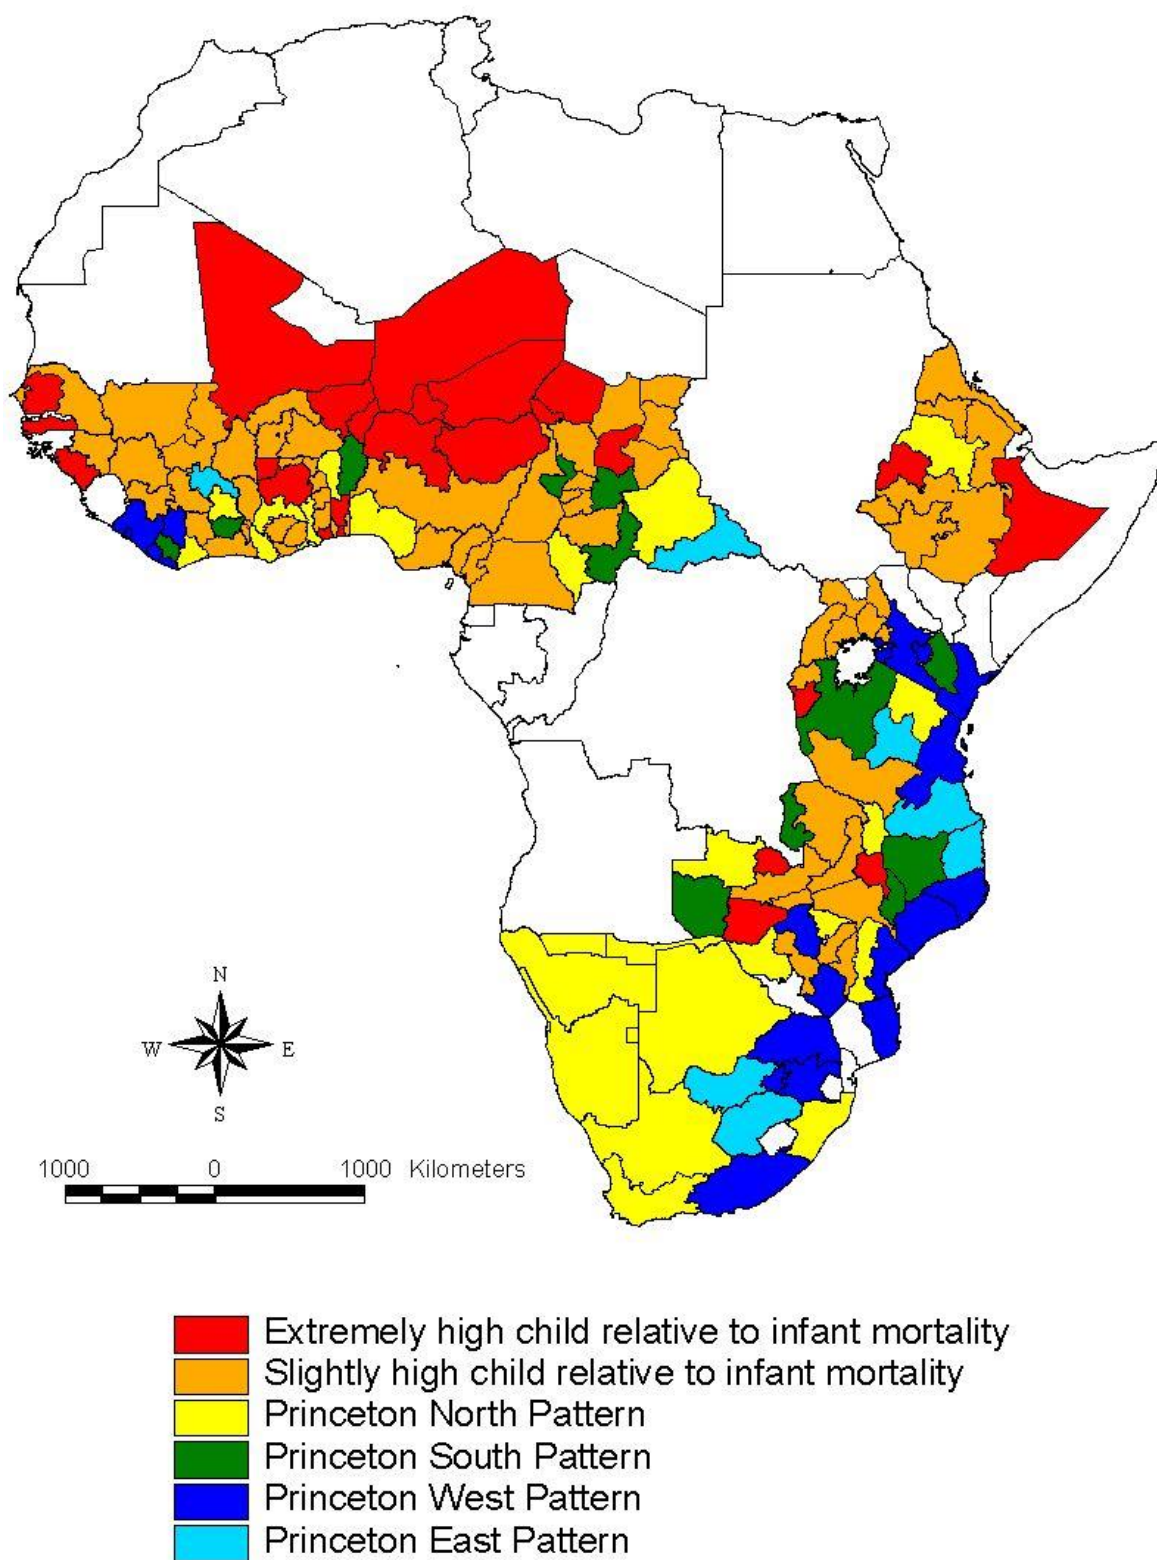 N
W E
S
1000 0 1000 Kilometers
Extremely high child relative to infant mortality
Slightly high child relative to infant mortality
Princeton North Pattern
Princeton South Pattern
Princeton West Pattern
Princeton East Pattern